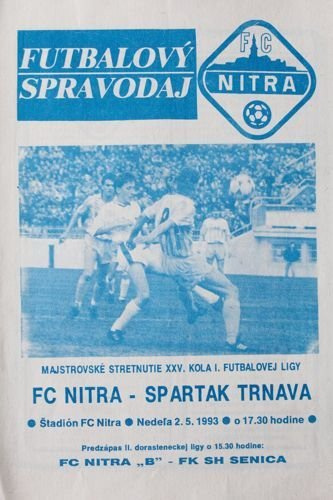 FUTBALOVÝ
SPRAVODAJ
FC
NITRA
MAJSTROVSKÉ STRETNUTIE XXV. KOLA I. FUTBALOVEJ LIGY
FC NITRA - SPARTAK TRNAVA
● Štadión FC Nitra ● Nedeľa 2. 5. 1993 ● o 17.30 hodine ●
Predzápas II. dorasteneckej ligy o 15.30 hodine:
FC NITRA „B" - FK SH SENICA